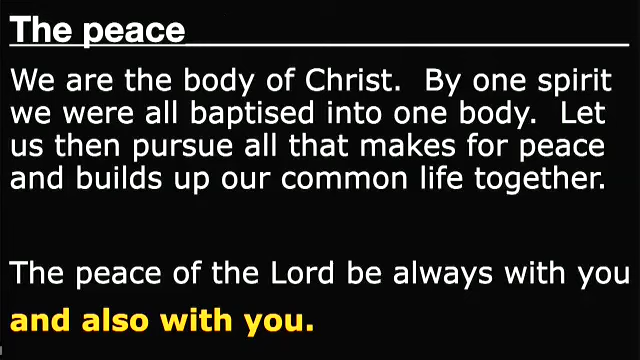 The peace
We are the body of Christ.  By one spirit
we were all baptised into one body.  Let
us then pursue all that makes for peace
and builds up our common life together.
The peace of the Lord be always with you
and also with you.